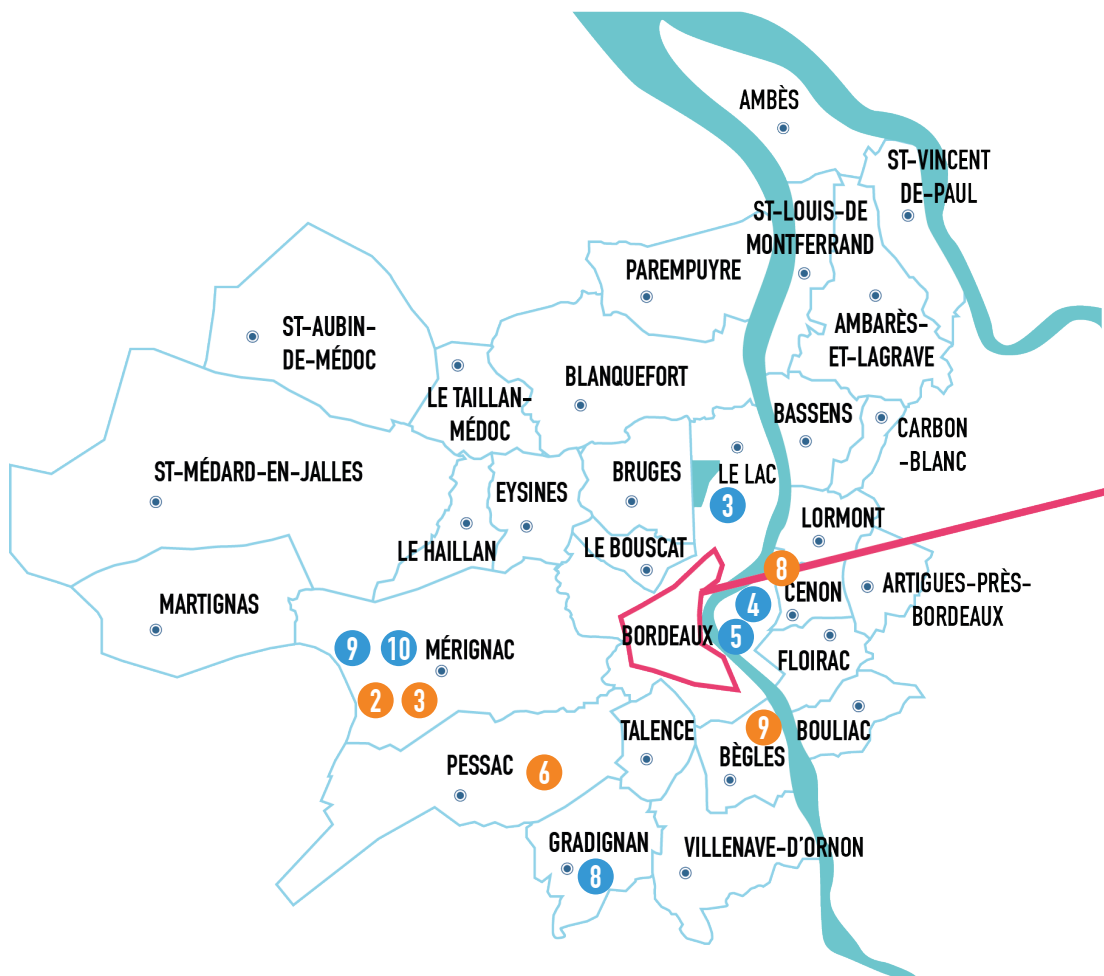 AMBÈS
ST-VINCENT
DE-PAUL
ST-LOUIS-DE
MONTFERRAND
PAREMPUYRE
ST-AUBIN-
DE-MÉDOC
AMBARÈS-
ET-LAGRAVE
BLANQUEFORT
LE TAILLAN-
MÉDOC
BASSENS
CARBON
-BLANC
ST-MÉDARD-EN-JALLES
BRUGES
LE LAC
EYSINES
3
LORMONT
LE HAILLAN
LE BOUSCAT
8
CENON
ARTIGUES-PRÈS-
BORDEAUX
MARTIGNAS
4
BORDEAUX
5
9
10
MÉRIGNAC
FLOIRAC
2
3
TALENCE
9
BOULIAC
BÈGLES
PESSAC
6
GRADIGNAN
VILLENAVE-D'ORNON
8